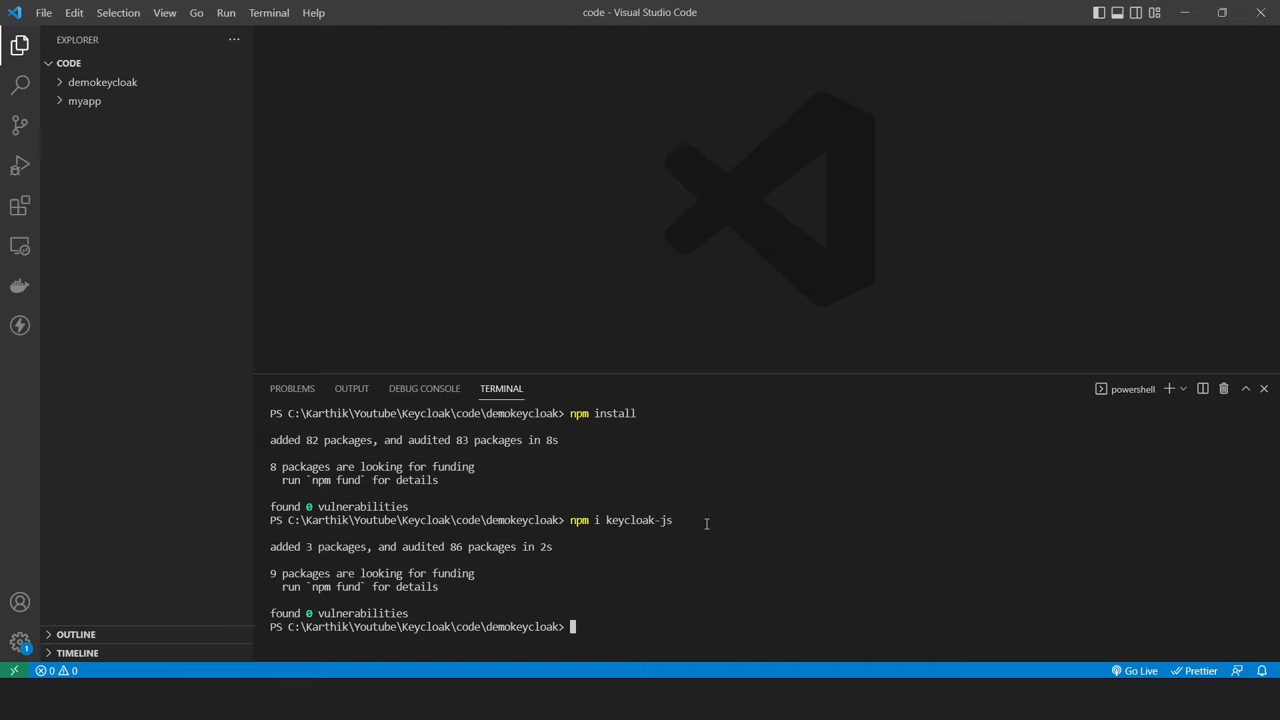 File Edit Selection View Go Run Terminal Help
code - Visual Studio Code
EXPLORER
CODE
demokeycloak
myapp
OUTLINE
TIMELINE
PROBLEMS OUTPUT DEBUG CONSOLE TERMINAL
powershell
PS C:\Karthik\Youtube\Keycloak\code\demokeycloak> npm install
added 82 packages, and audited 83 packages in 8s
8 packages are looking for funding
run `npm fund` for details
found 0 vulnerabilities
PS C:\Karthik\Youtube\Keycloak\code\demokeycloak> npm i keycloak-js
added 3 packages, and audited 86 packages in 2s
9 packages are looking for funding
run `npm fund` for details
found 0 vulnerabilities
PS C:\Karthik\Youtube\Keycloak\code\demokeycloak>
1
0 0
Go Live Prettier